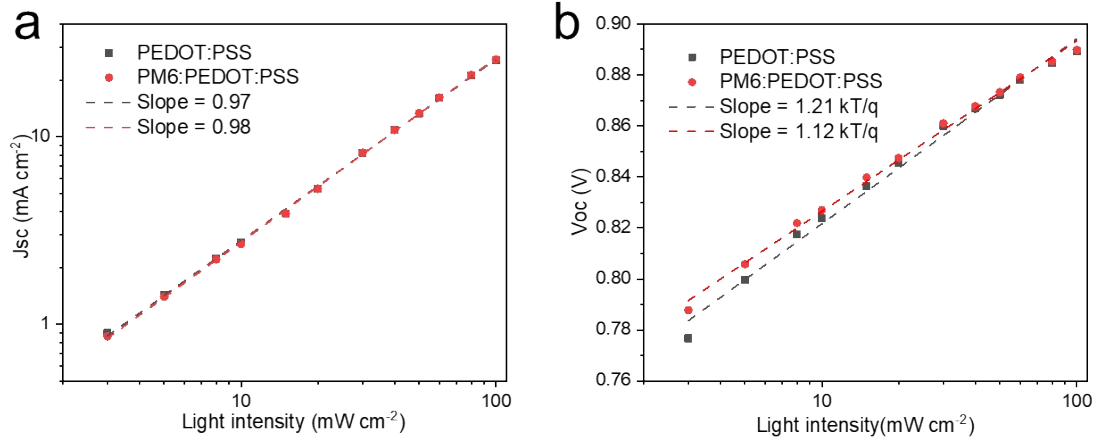 a
PEDOT:PSS
PM6:PEDOT:PSS
Slope = 0.97
Slope = 0.98
10
1
Jsc (mA cm⁻²)
10
100
Light intensity (mW cm⁻²)
b
0.90
0.88
0.86
0.84
0.82
0.80
0.78
0.76
Voc (V)
PEDOT:PSS
PM6:PEDOT:PSS
Slope = 1.21 kT/q
Slope = 1.12 kT/q
10
100
Light intensity(mW cm⁻²)